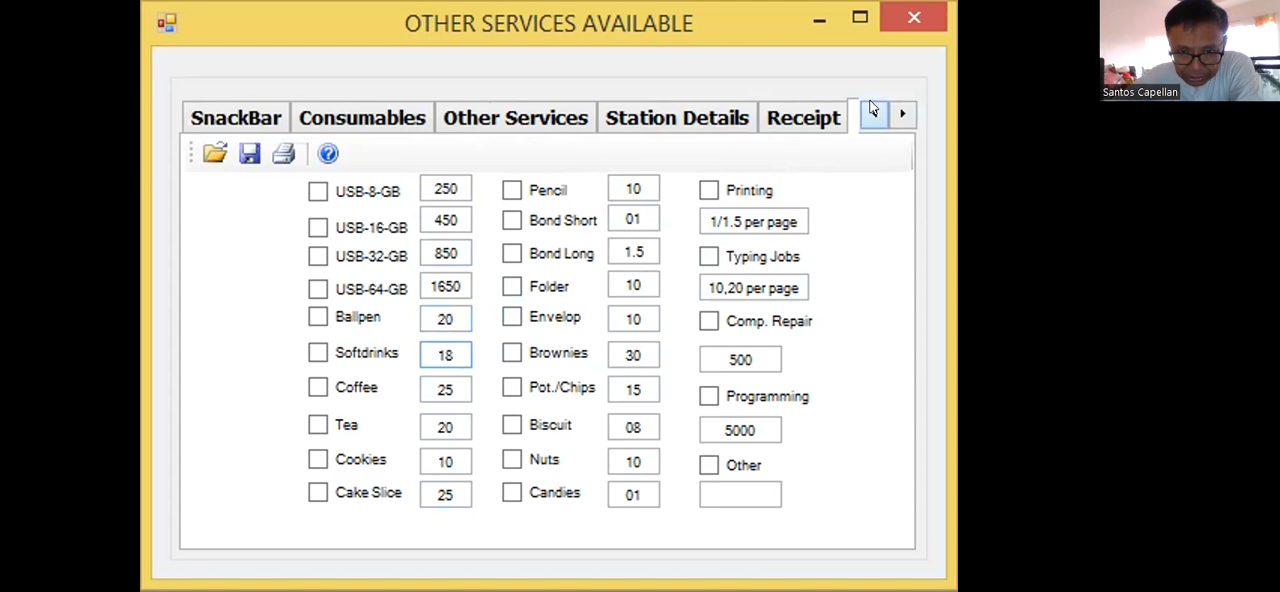 OTHER SERVICES AVAILABLE
Santos Capellan
SnackBar Consumables Other Services Station Details Receipt
USB-8-GB 250 Pencil 10 Printing
USB-16-GB 450 Bond Short 01 1/1.5 per page
USB-32-GB 850 Bond Long 1.5 Typing Jobs
USB-64-GB 1650 Folder 10 10,20 per page
Ballpen 20 Envelop 10 Comp. Repair
Softdrinks 18 Brownies 30 500
Coffee 25 Pot./Chips 15 Programming
Tea 20 Biscuit 08 5000
Cookies 10 Nuts 10 Other
Cake Slice 25 Candies 01